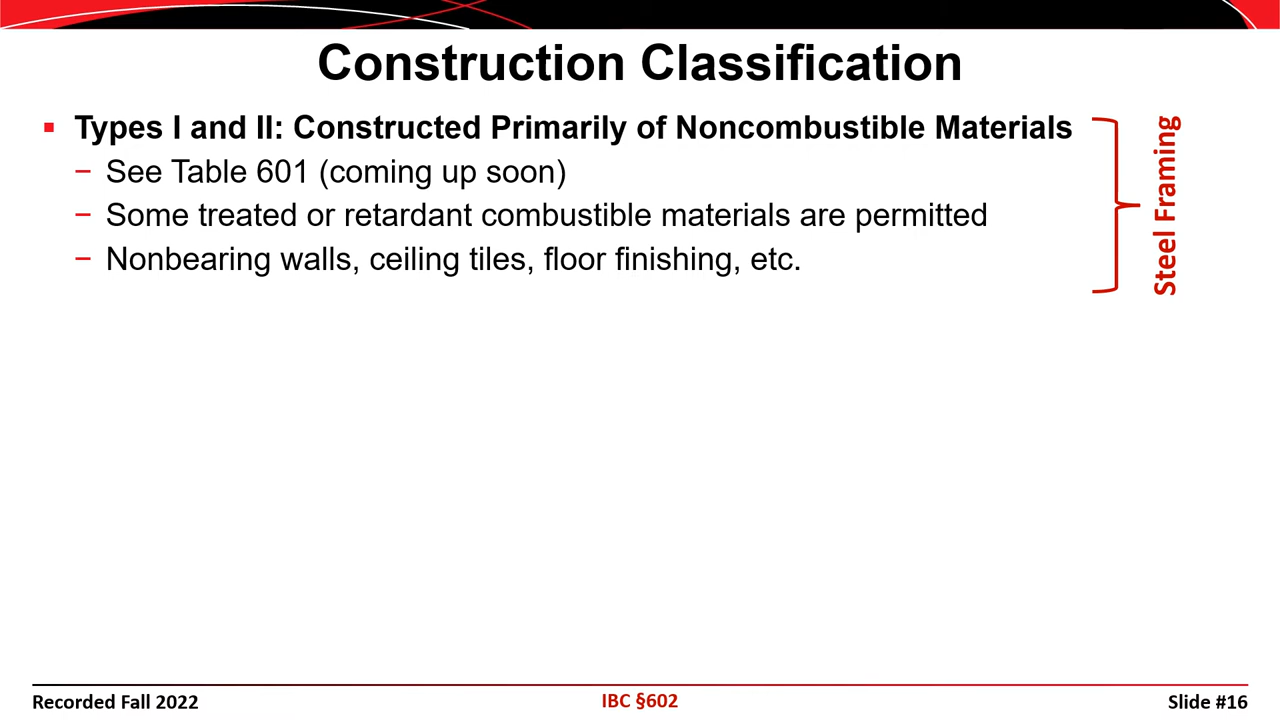 Construction Classification
Types I and II: Constructed Primarily of Noncombustible Materials
− See Table 601 (coming up soon)
− Some treated or retardant combustible materials are permitted
− Nonbearing walls, ceiling tiles, floor finishing, etc.
Steel Framing
Recorded Fall 2022
IBC §602
Slide #16